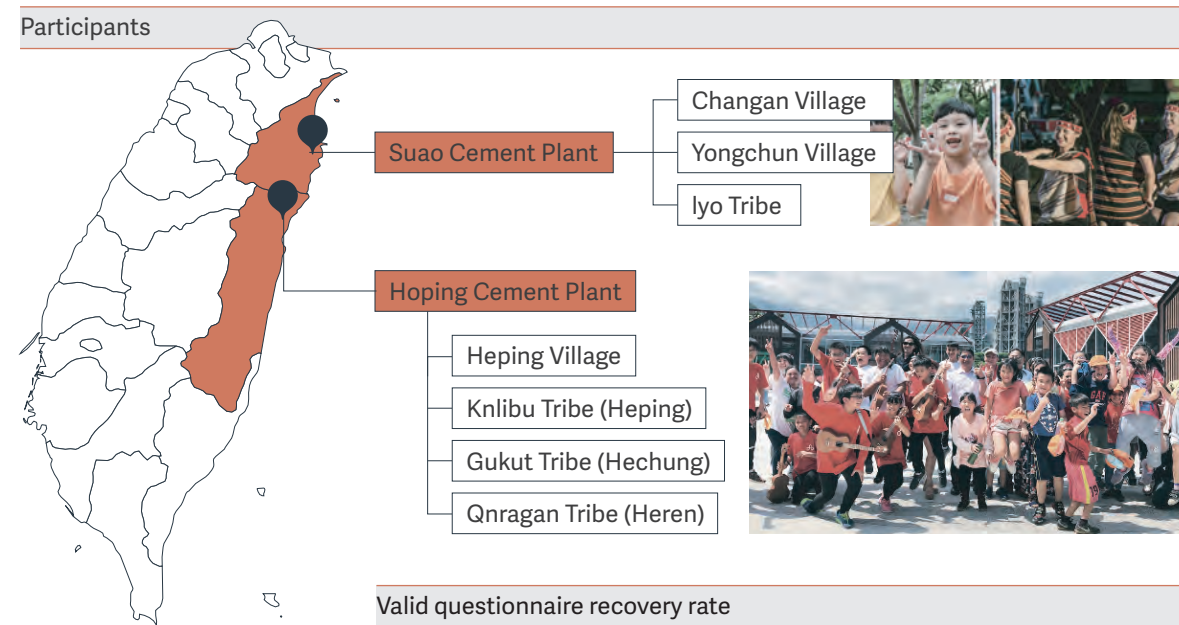 Participants
Suao Cement Plant
Changan Village
Yongchun Village
lyo Tribe
Hoping Cement Plant
Heping Village
Knlibu Tribe (Heping)
Gukut Tribe (Hechung)
Qnragan Tribe (Heren)
Valid questionnaire recovery rate